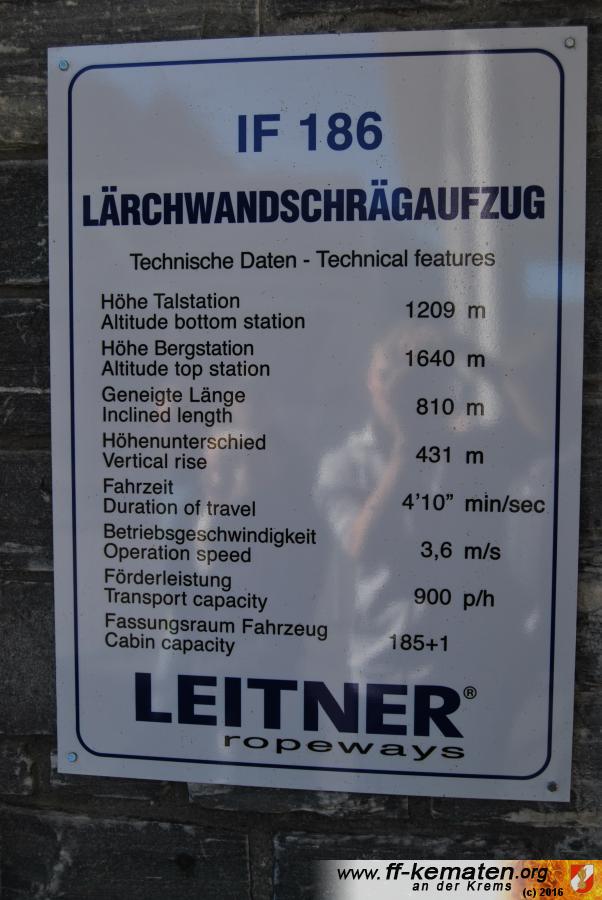 IF 186
LÄRCHWANDSCHRÄGAUFZUG
Technische Daten - Technical features
Höhe Talstation
Altitude bottom station 1209 m
Höhe Bergstation
Altitude top station 1640 m
Geneigte Länge
Inclined length 810 m
Höhenunterschied
Vertical rise 431 m
Fahrzeit
Duration of travel 4'10" min/sec
Betriebsgeschwindigkeit
Operation speed 3,6 m/s
Förderleistung
Transport capacity 900 p/h
Fassungsraum Fahrzeug
Cabin capacity 185+1
LEITNER®
ropeways
www.ff-kematen.org
an der Krems
(c) 2016